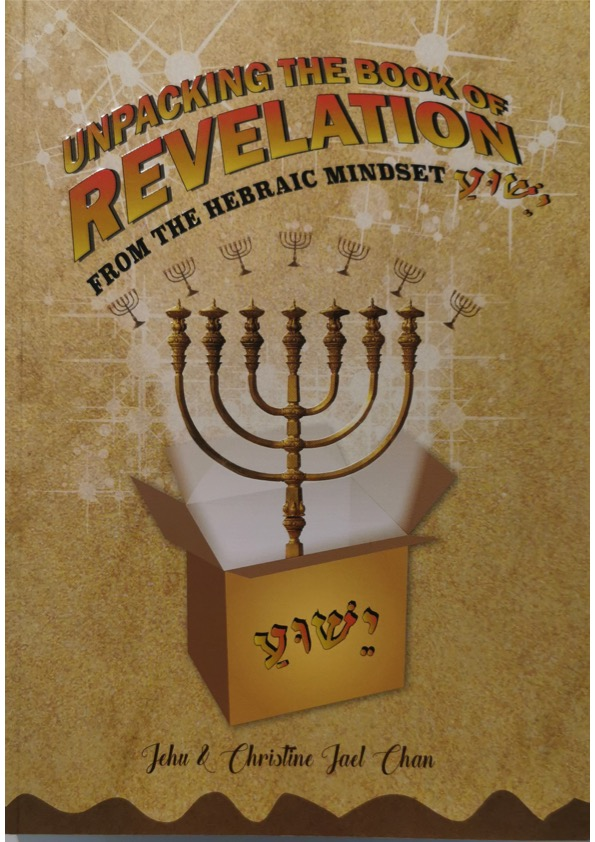 UNPACKING THE BOOK OF
REVELATION
FROM THE HEBRAIC MINDSET יֵשׁוּעַ
יֵשׁוּעַ
Jehu & Christine Jael Chan